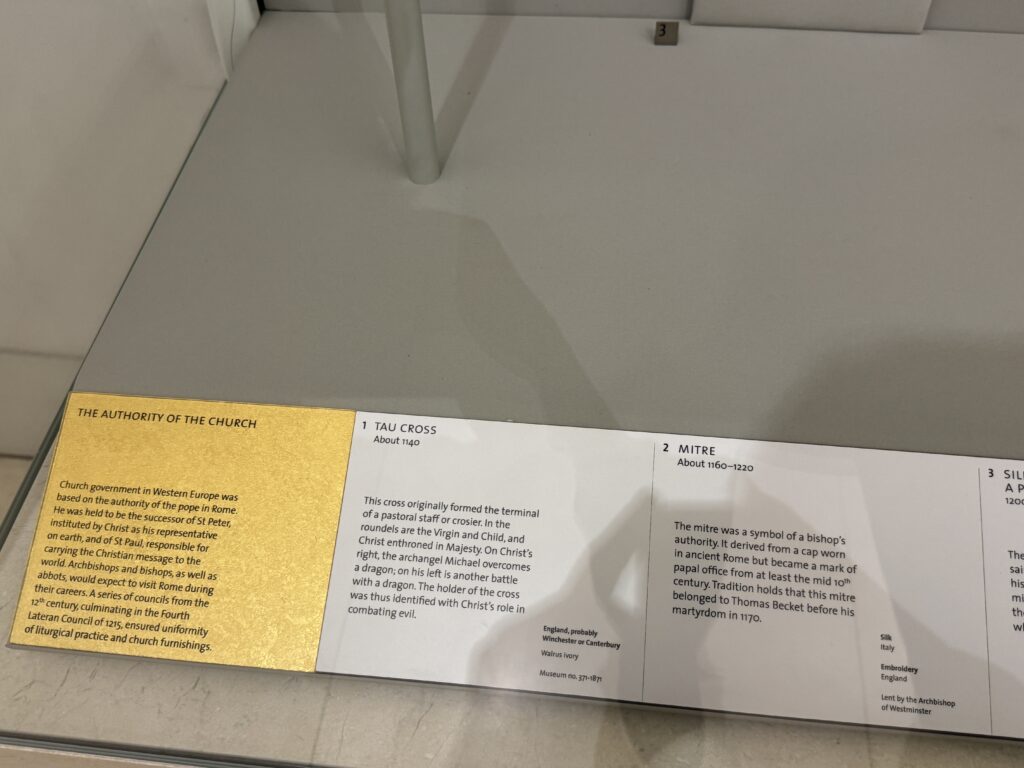 3
THE AUTHORITY OF THE CHURCH
Church government in Western Europe was
based on the authority of the pope in Rome.
He was held to be the successor of St Peter,
instituted by Christ as his representative
on earth, and of St Paul, responsible for
carrying the Christian message to the
world. Archbishops and bishops, as well as
abbots, would expect to visit Rome during
their careers. A series of councils from the
12th century, culminating in the Fourth
Lateran Council of 1215, ensured uniformity
of liturgical practice and church furnishings.
1 TAU CROSS
About 1140
This cross originally formed the terminal
of a pastoral staff or crosier. In the
roundels are the Virgin and Child, and
Christ enthroned in Majesty. On Christ's
right, the archangel Michael overcomes
a dragon; on his left is another battle
with a dragon. The holder of the cross
was thus identified with Christ's role in
combating evil.
England, probably
Winchester or Canterbury
Walrus ivory
Museum no. 371-1871
2 MITRE
About 1160–1220
The mitre was a symbol of a bishop's
authority. It derived from a cap worn
in ancient Rome but became a mark of
papal office from at least the mid 10th
century. Tradition holds that this mitre
belonged to Thomas Becket before his
martyrdom in 1170.
Silk
Italy
Embroidery
England
Lent by the Archbishop
of Westminster
3
A